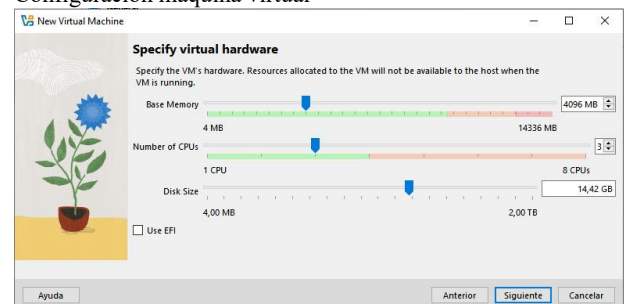 Configuración máquina virtual
New Virtual Machine
Specify virtual hardware
Specify the VM's hardware. Resources allocated to the VM will not be available to the host when the
VM is running.
Base Memory
4096 MB
4 MB
14336 MB
Number of CPUs
3
1 CPU
8 CPUs
Disk Size
14,42 GB
4,00 MB
2,00 TB
Use EFI
Ayuda
Anterior
Siguiente
Cancelar